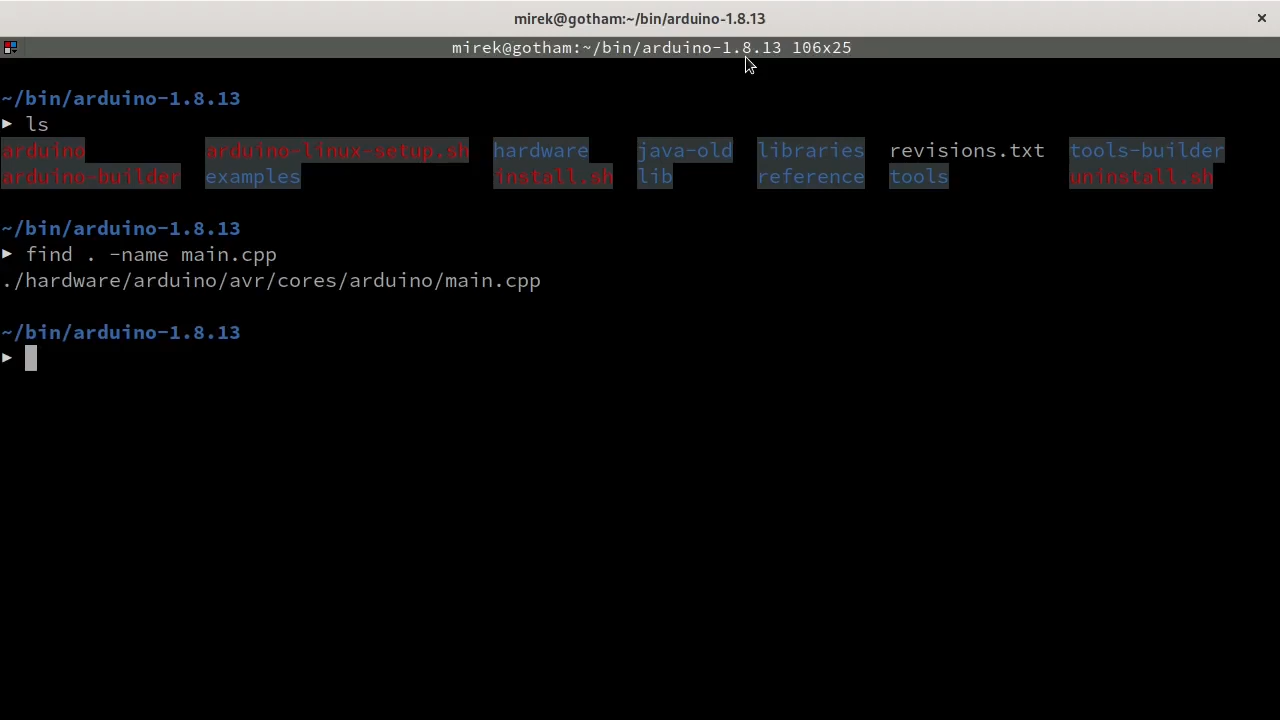 mirek@gotham:~/bin/arduino-1.8.13
mirek@gotham:~/bin/arduino-1.8.13 106x25
~/bin/arduino-1.8.13
▶ ls
arduino arduino-linux-setup.sh hardware java-old libraries revisions.txt tools-builder
arduino-builder examples install.sh lib reference tools uninstall.sh
~/bin/arduino-1.8.13
▶ find . -name main.cpp
./hardware/arduino/avr/cores/arduino/main.cpp
~/bin/arduino-1.8.13
▶